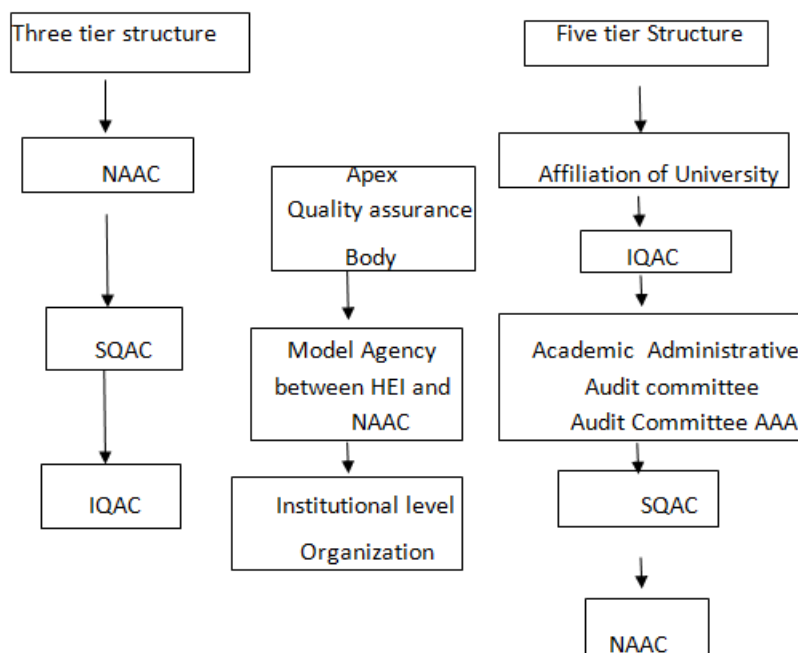 Three tier structure
NAAC
SQAC
IQAC
Apex
Quality assurance
Body
Model Agency
between HEI and
NAAC
Institutional level
Organization
Five tier Structure
Affiliation of University
IQAC
Academic Administrative
Audit committee
Audit Committee AAA
SQAC
NAAC